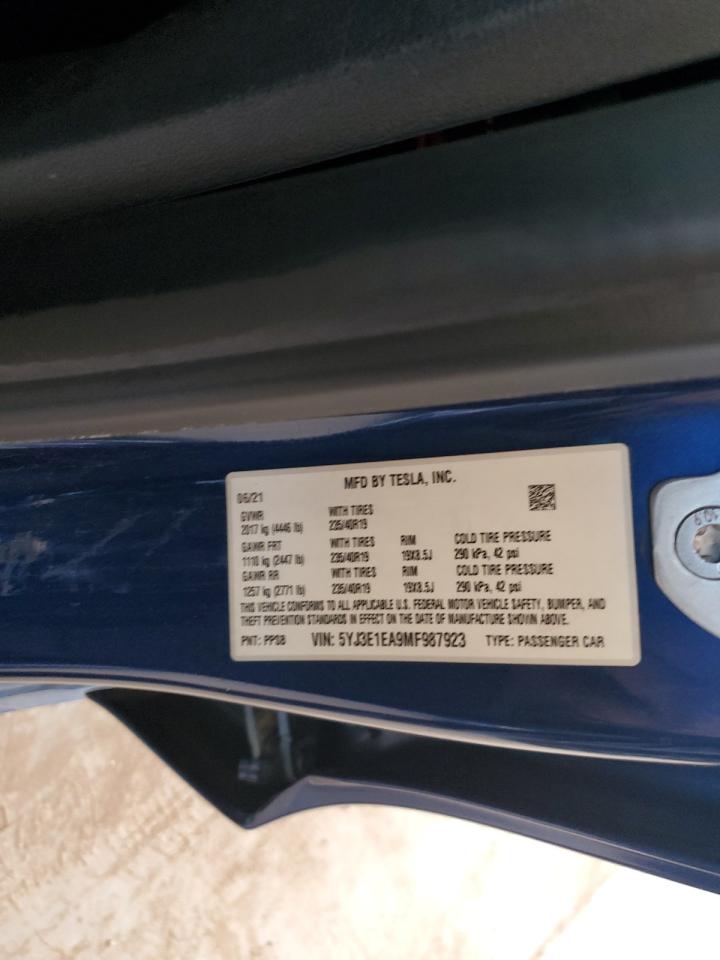 MFD BY TESLA, INC.
06/21
GVWR WITH TIRES
2017 kg (4446 lb) 235/40R19
GAWR FRT WITH TIRES RIM COLD TIRE PRESSURE
1110 kg (2447 lb) 235/40R19 19X8.5J 290 kPa, 42 psi
GAWR RR WITH TIRES RIM COLD TIRE PRESSURE
1257 kg (2771 lb) 235/40R19 19X8.5J 290 kPa, 42 psi
THIS VEHICLE CONFORMS TO ALL APPLICABLE U.S. FEDERAL MOTOR VEHICLE SAFETY, BUMPER, AND
THEFT PREVENTION STANDARDS IN EFFECT ON THE DATE OF MANUFACTURE SHOWN ABOVE.
PNT: PPSB VIN: 5YJ3E1EA9MF987923 TYPE: PASSENGER CAR